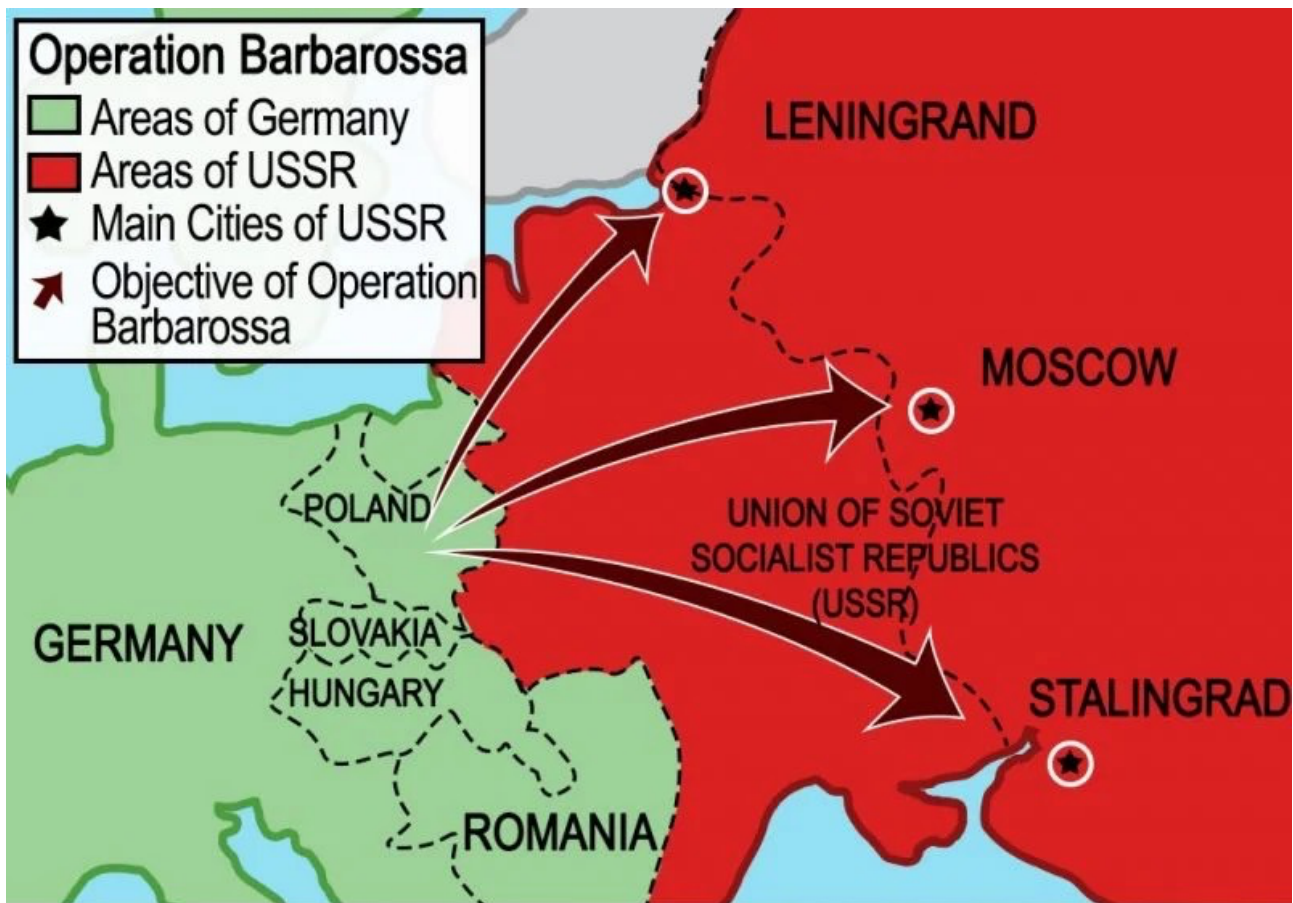 Operation Barbarossa
Areas of Germany
Areas of USSR
Main Cities of USSR
Objective of Operation
Barbarossa
LENINGRAND
MOSCOW
POLAND
UNION OF SOVIET
SOCIALIST REPUBLICS
(USSR)
GERMANY
SLOVAKIA
HUNGARY
STALINGRAD
ROMANIA